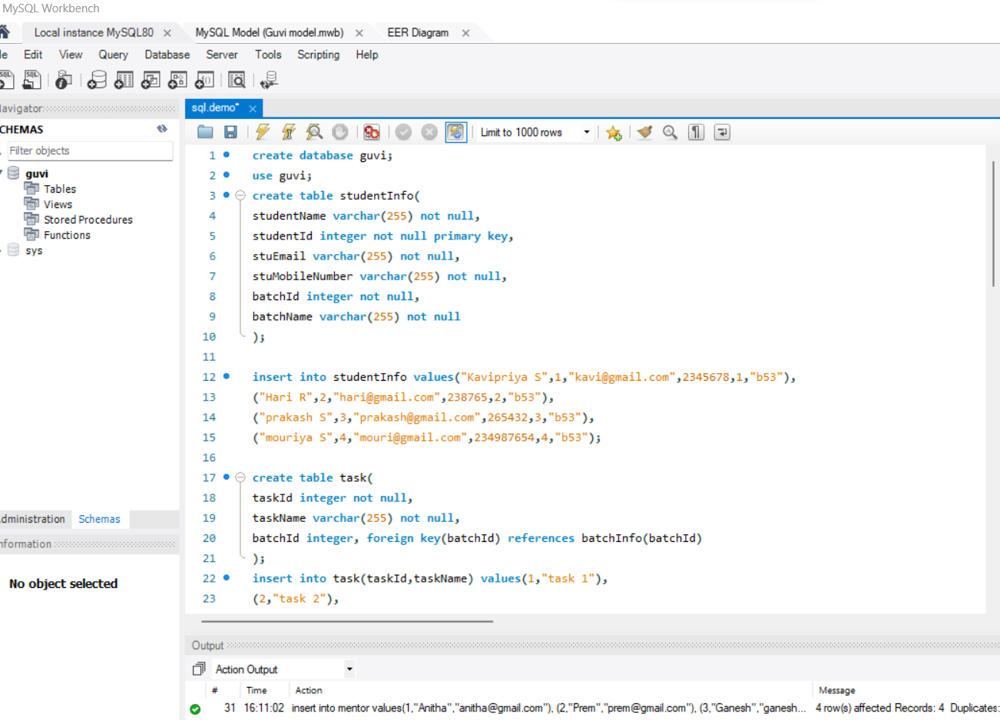 MySQL Workbench
Local instance MySQL80 ×
MySQL Model (Guvi model.mwb) ×
EER Diagram ×
le Edit View Query Database Server Tools Scripting Help
avigator
sql.demo* ×
CHEMAS
Limit to 1000 rows
Filter objects
guvi
Tables
Views
Stored Procedures
Functions
sys
1 create database guvi;
2 use guvi;
3 create table studentInfo(
4 studentName varchar(255) not null,
5 studentId integer not null primary key,
6 stuEmail varchar(255) not null,
7 stuMobileNumber varchar(255) not null,
8 batchId integer not null,
9 batchName varchar(255) not null
10 );
11
12 insert into studentInfo values("Kavipriya S",1,"kavi@gmail.com",2345678,1,"b53"),
13 ("Hari R",2,"hari@gmail.com",238765,2,"b53"),
14 ("prakash S",3,"prakash@gmail.com",265432,3,"b53"),
15 ("mouriya S",4,"mouri@gmail.com",234987654,4,"b53");
16
17 create table task(
18 taskId integer not null,
19 taskName varchar(255) not null,
20 batchId integer, foreign key(batchId) references batchInfo(batchId)
21 );
22 insert into task(taskId,taskName) values(1,"task 1"),
23 (2,"task 2"),
dministration Schemas
nformation
No object selected
Output
Action Output
# Time Action Message
31 16:11:02 insert into mentor values(1,"Anitha","anitha@gmail.com"), (2,"Prem","prem@gmail.com"), (3,"Ganesh","ganesh... 4 row(s) affected Records: 4 Duplicates: